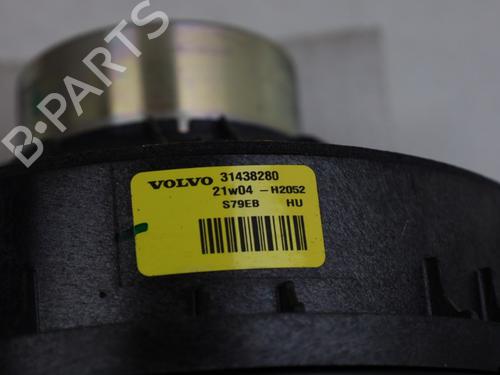 B-PARTS
VOLVO 31438280
21w04 -H2052
S79EB HU